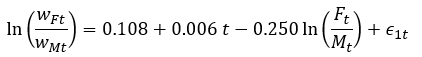 ln(w_Ft/w_Mt) = 0.108 + 0.006 t − 0.250 ln(F_t/M_t) + ϵ_1t